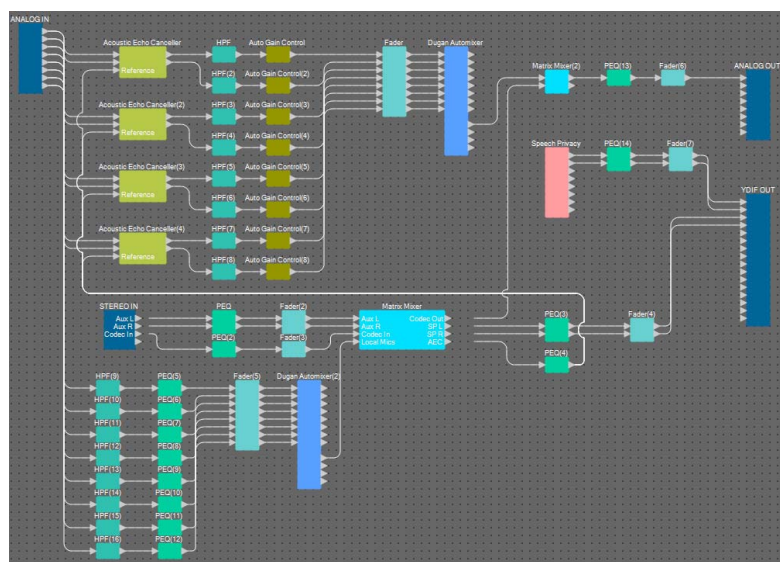 ANALOG IN
Acoustic Echo Canceller
HPF
Auto Gain Control
Fader
Dugan Automixer
Reference
HPF(2)
Auto Gain Control(2)
Matrix Mixer(2)
PEQ(13)
Fader(6)
ANALOG OUT
Acoustic Echo Canceller(2)
HPF(3)
Auto Gain Control(3)
Reference
HPF(4)
Auto Gain Control(4)
Speech Privacy
PEQ(14)
Fader(7)
Acoustic Echo Canceller(3)
HPF(5)
Auto Gain Control(5)
Reference
HPF(6)
Auto Gain Control(6)
YDIF OUT
Acoustic Echo Canceller(4)
HPF(7)
Auto Gain Control(7)
Reference
HPF(8)
Auto Gain Control(8)
STEREO IN
Aux L
Aux R
Codec In
PEQ
Fader(2)
PEQ(2)
Fader(3)
Matrix Mixer
Aux L
Aux R
Codec In
Local Mics
Codec Out
SP L
SP R
AEC
PEQ(3)
Fader(4)
PEQ(4)
HPF(9)
PEQ(5)
Fader(5)
Dugan Automixer(2)
HPF(10)
PEQ(6)
HPF(11)
PEQ(7)
HPF(12)
PEQ(8)
HPF(13)
PEQ(9)
HPF(14)
PEQ(10)
HPF(15)
PEQ(11)
HPF(16)
PEQ(12)